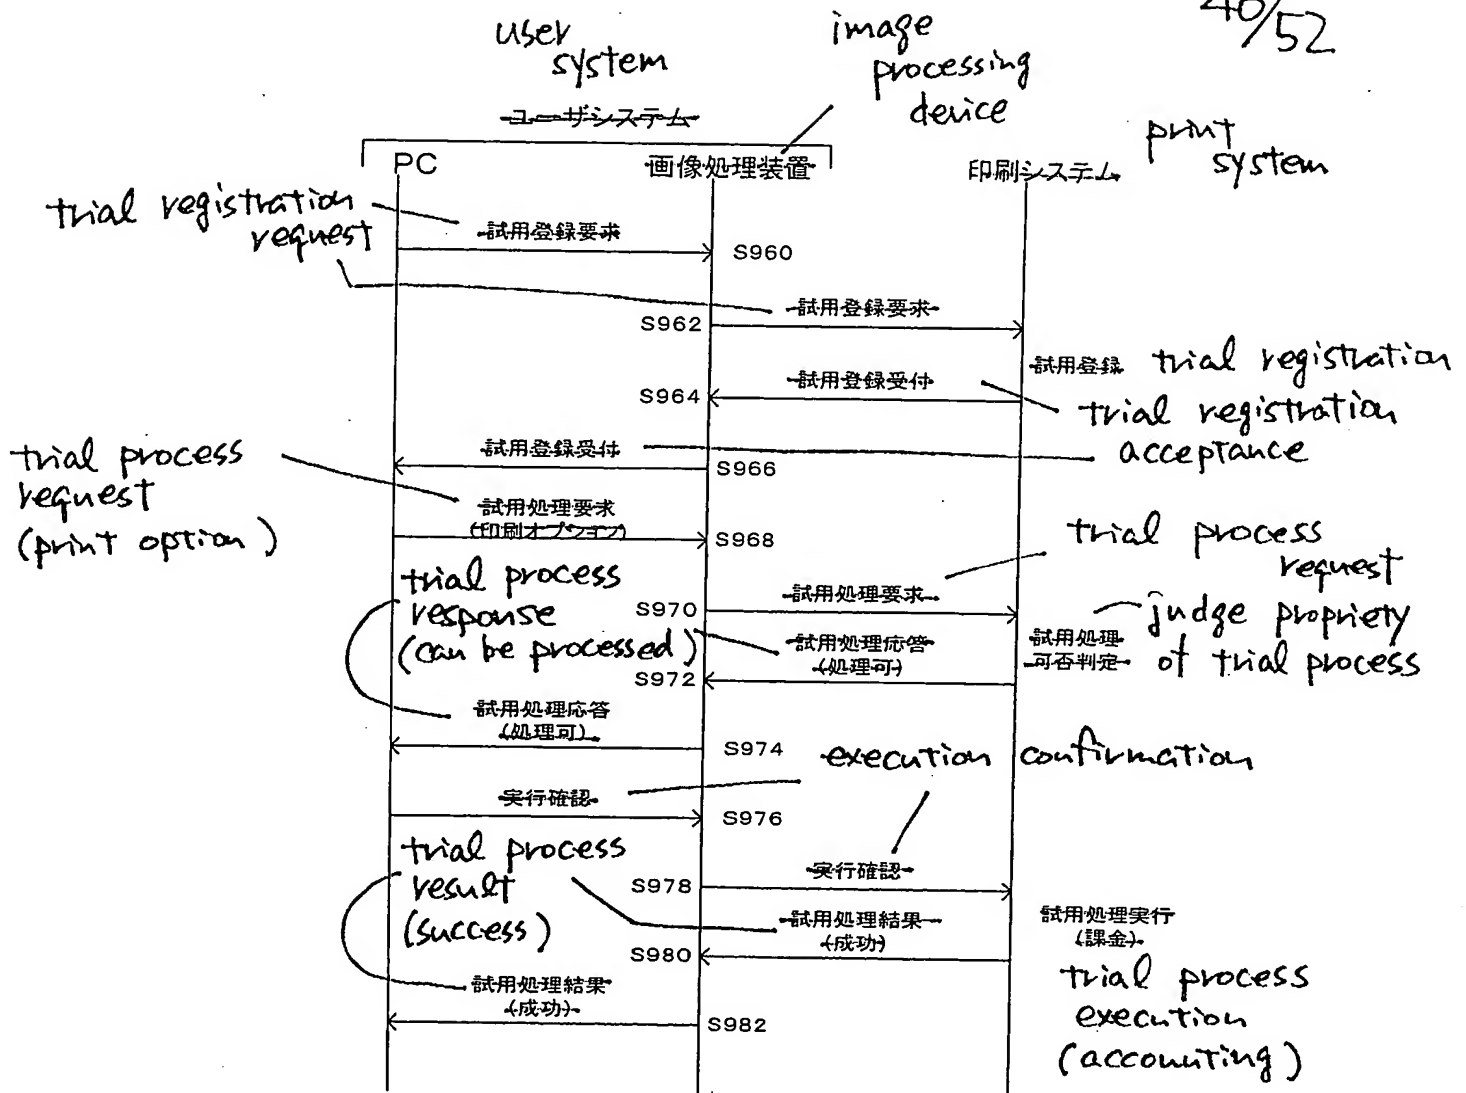 40/52
user
system
image
processing
device
ユーザシステム
print
system
PC
画像処理装置
印刷システム
trial registration
request
試用登録要求
S960
試用登録要求
S962
試用登録 trial registration
試用登録受付
S964
trial registration
acceptance
試用登録受付
S966
trial process
request
(print option)
試用処理要求
(印刷オプション)
S968
trial process
request
trial process
response
(can be processed)
S970
試用処理要求
judge propriety
of trial process
試用処理
可否判定
試用処理応答
(処理可)
S972
試用処理応答
(処理可)
S974
execution confirmation
実行確認
S976
trial process
result
(success)
実行確認
S978
試用処理結果
(成功)
S980
試用処理実行
(課金)
trial process
execution
(accounting)
試用処理結果
(成功)
S982